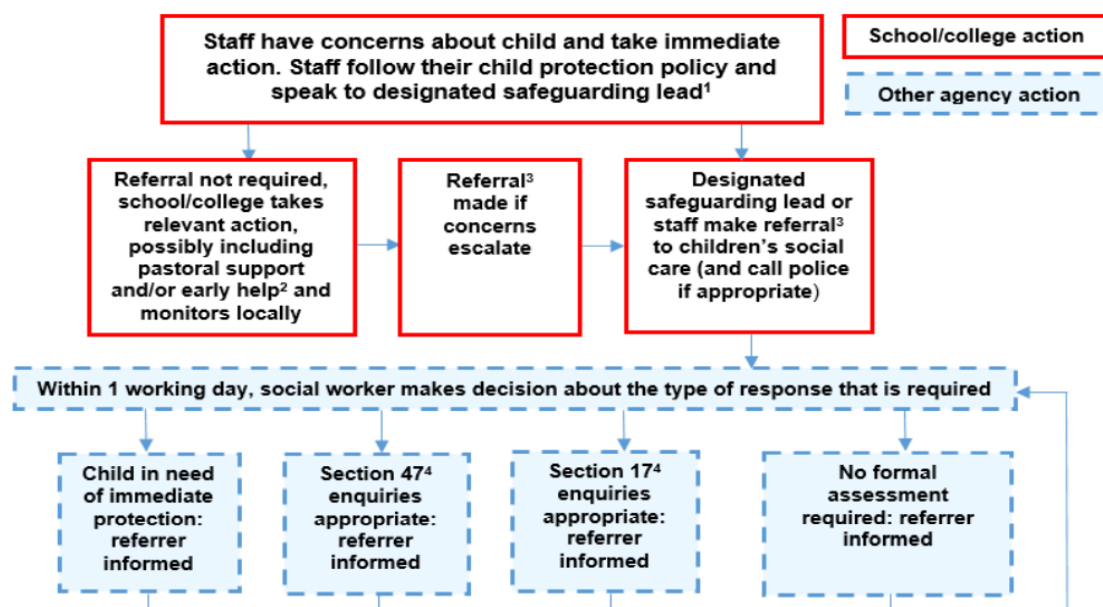 Staff have concerns about child and take immediate
action. Staff follow their child protection policy and
speak to designated safeguarding lead¹
School/college action
Other agency action
Referral not required,
school/college takes
relevant action,
possibly including
pastoral support
and/or early help² and
monitors locally
Referral³
made if
concerns
escalate
Designated
safeguarding lead or
staff make referral³
to children’s social
care (and call police
if appropriate)
Within 1 working day, social worker makes decision about the type of response that is required
Child in need
of immediate
protection:
referrer
informed
Section 47⁴
enquiries
appropriate:
referrer
informed
Section 17⁴
enquiries
appropriate:
referrer
informed
No formal
assessment
required: referrer
informed